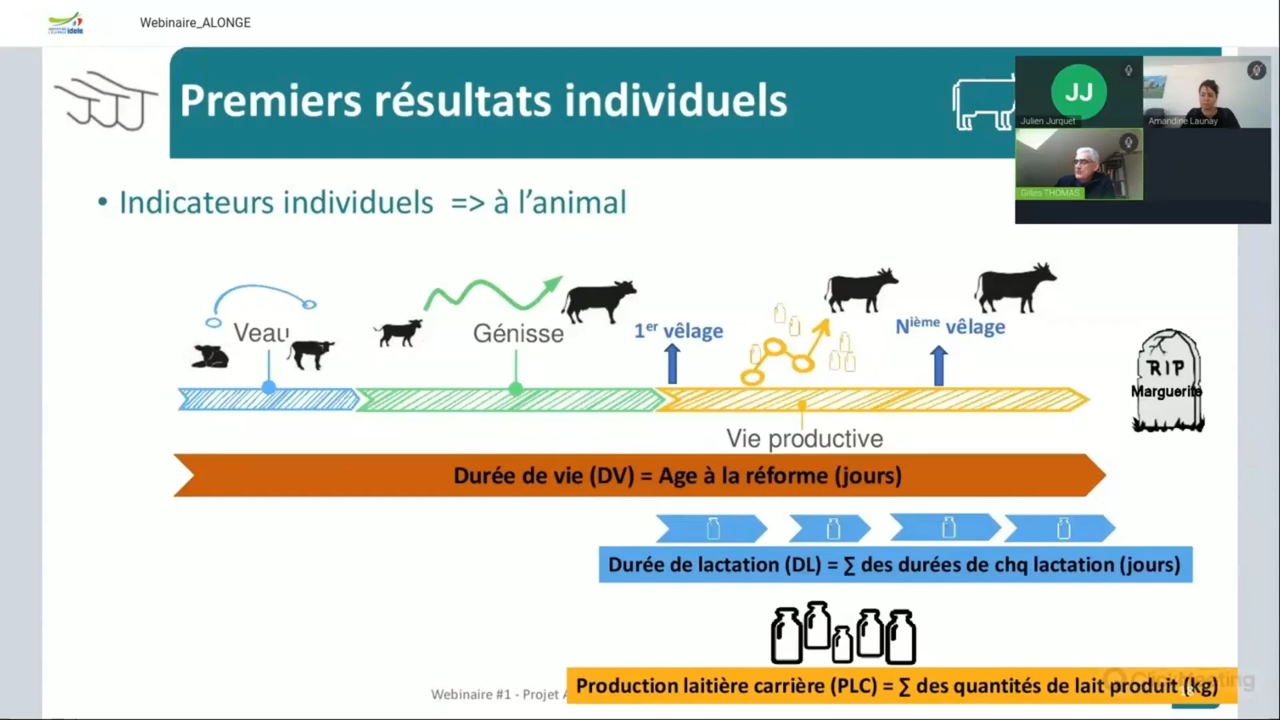 Webinaire_ALONGE
idele
Premiers résultats individuels
JJ
Julien Jurquet
Amandine Launay
Gilles THOMAS
• Indicateurs individuels => à l’animal
Veau
Génisse
1er vêlage
Nième vêlage
RIP
Marguerite
Vie productive
Durée de vie (DV) = Age à la réforme (jours)
Durée de lactation (DL) = ∑ des durées de chq lactation (jours)
Production laitière carrière (PLC) = ∑ des quantités de lait produit (kg)
Webinaire #1 - Projet A
ClickMeeting